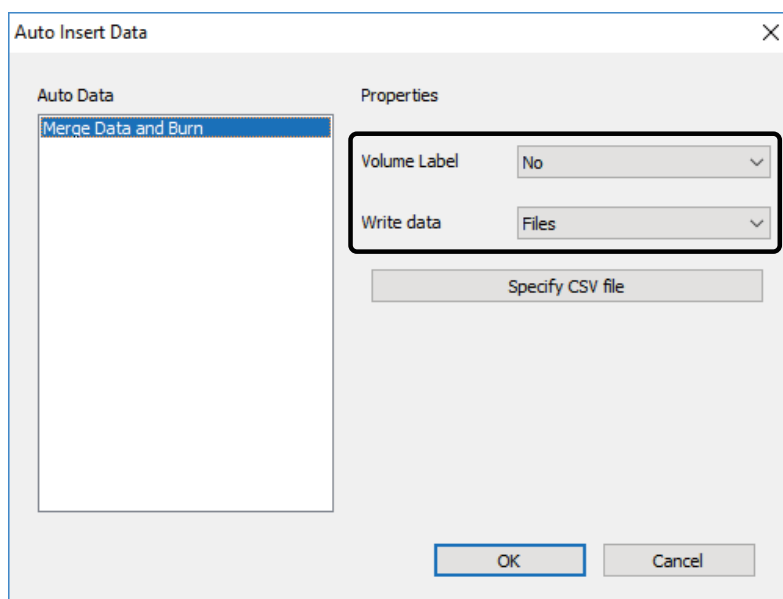 Auto Insert Data
Auto Data
Merge Data and Burn
Properties
Volume Label No
Write data Files
Specify CSV file
OK Cancel